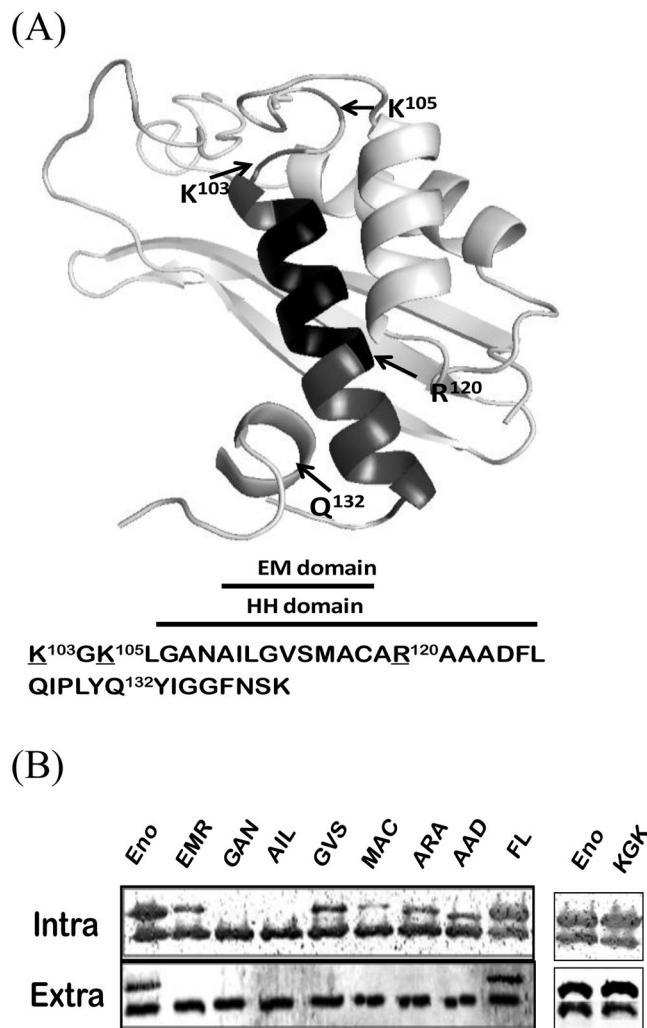 (A)
K105
K103
R120
Q132
EM domain
HH domain
K103GK105LGANAILGVSMACAR120AAADFL
QIPLYQ132YIGGFNSK
(B)
Eno EMR GAN AIL GVS MAC ARA AAD FL Eno KGK
Intra
Extra